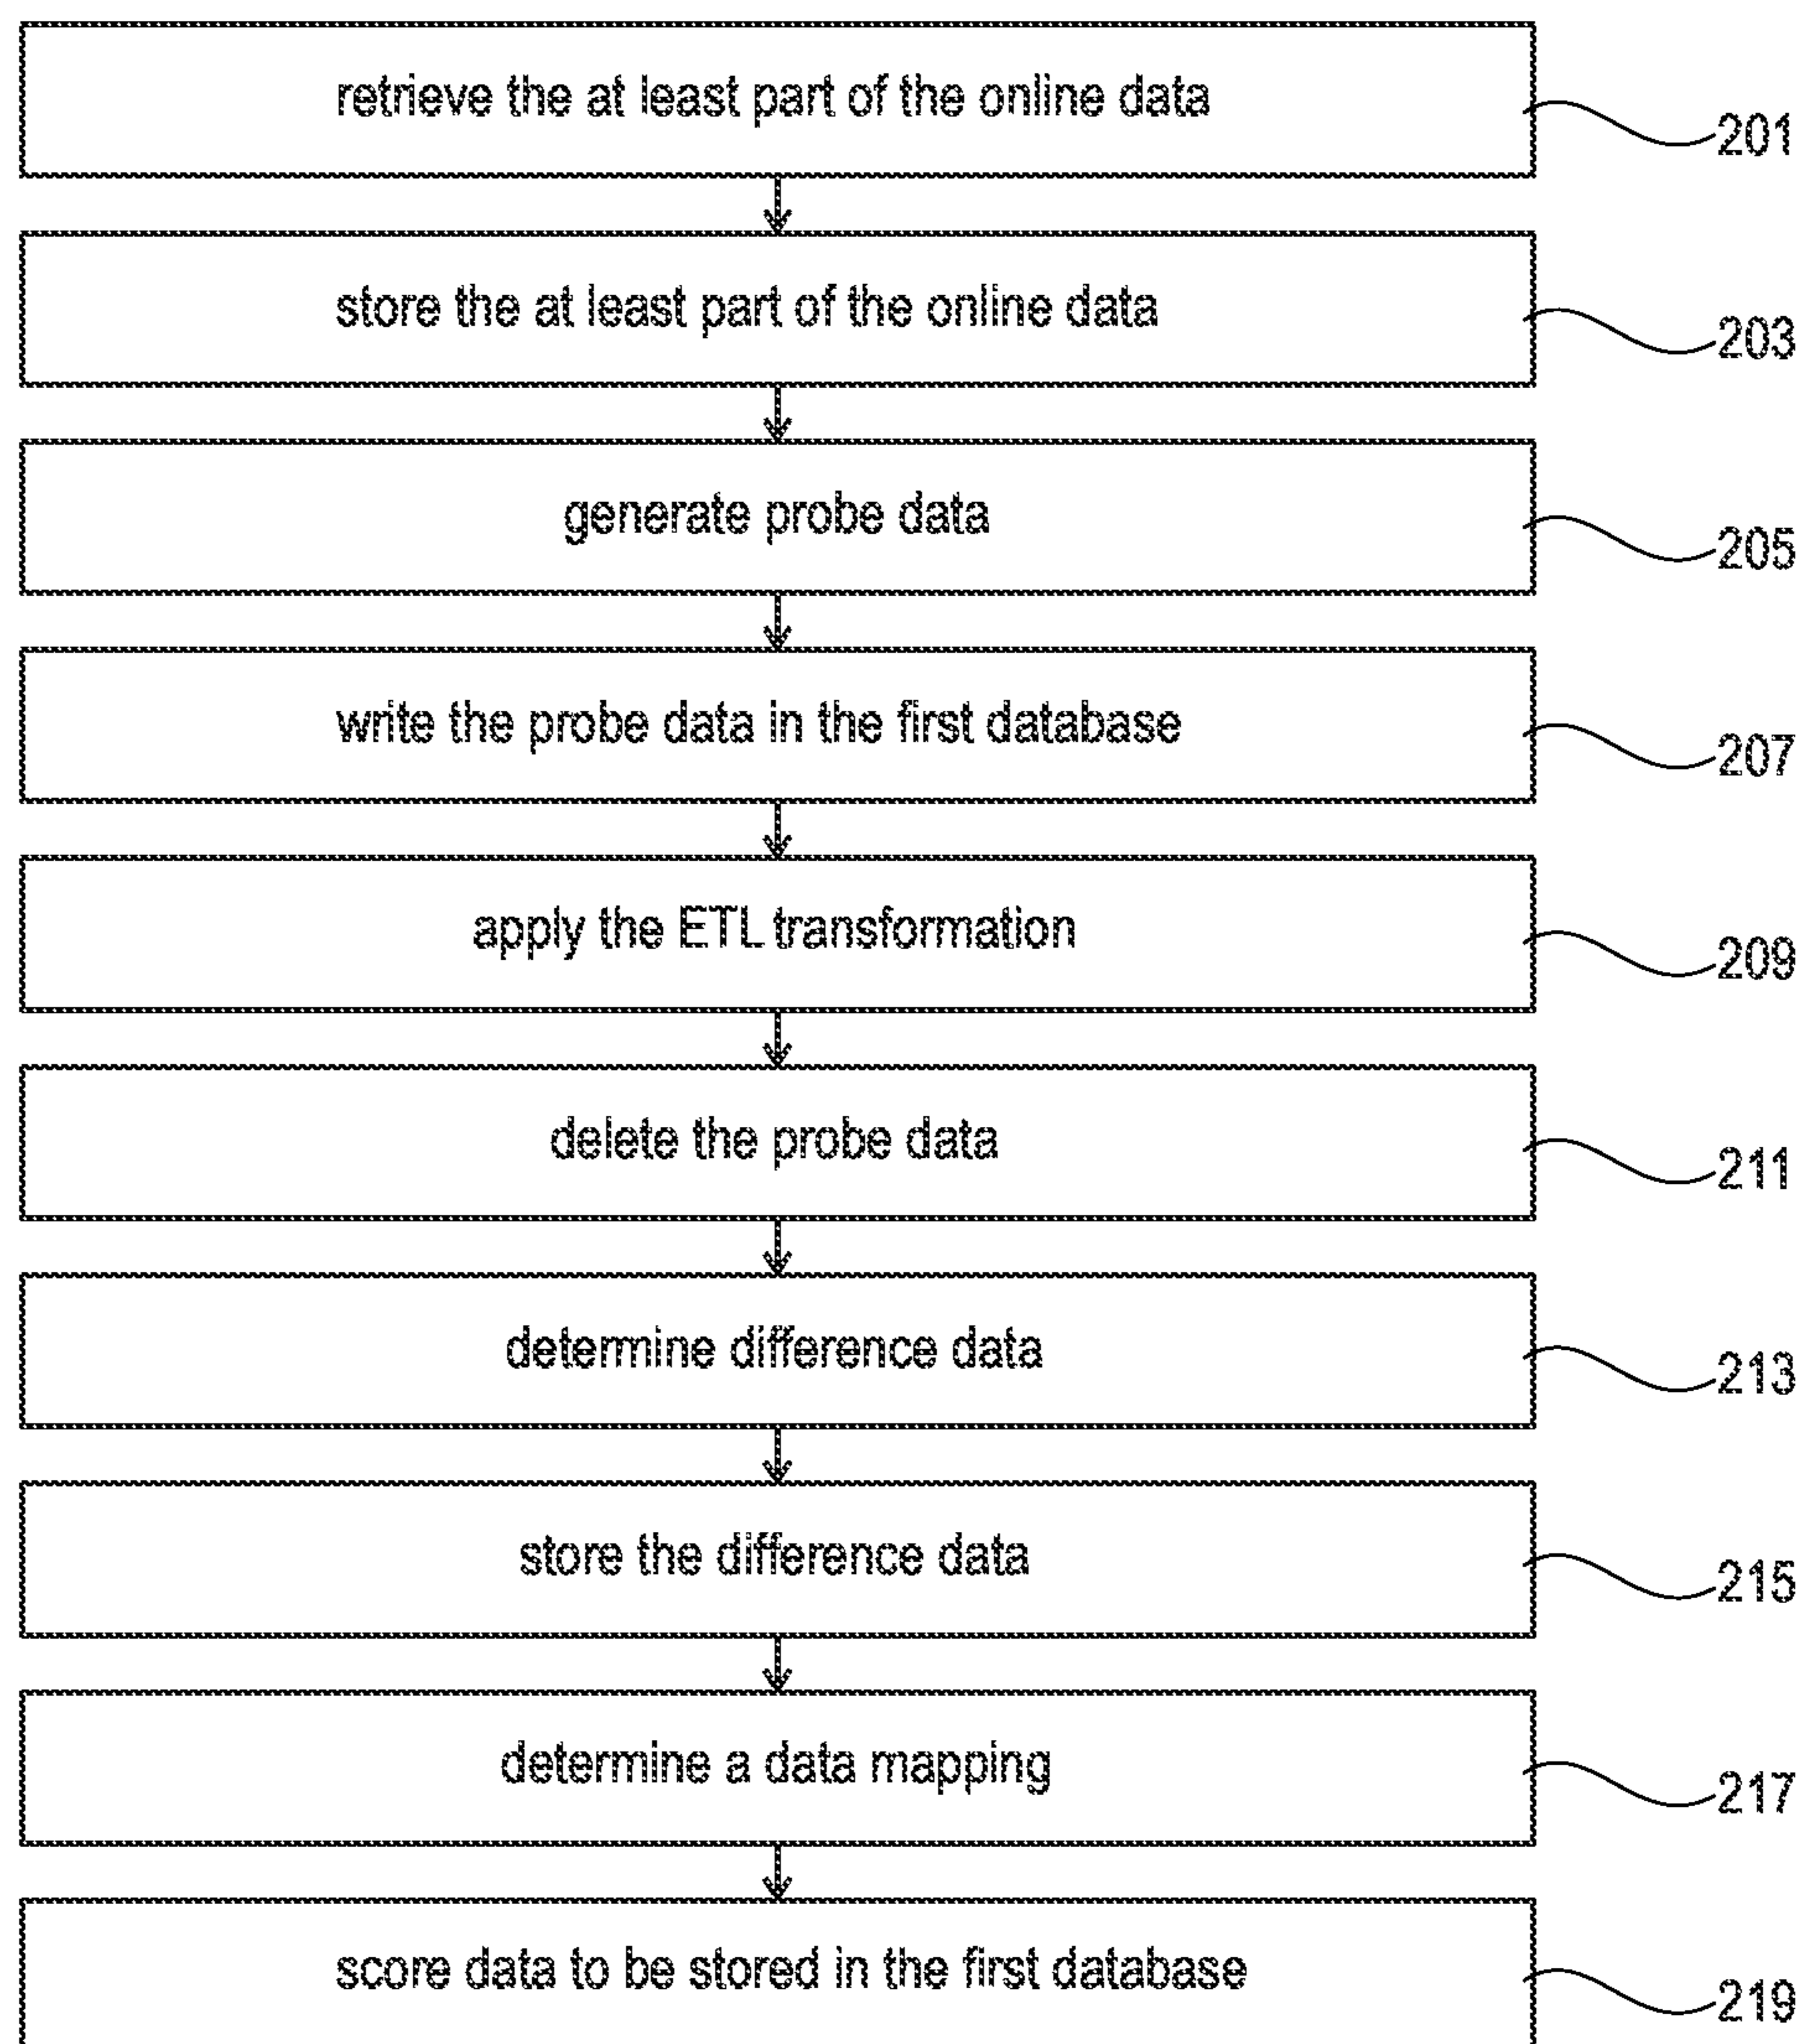 retrieve the at least part of the online data
201
store the at least part of the online data
203
generate probe data
205
write the probe data in the first database
207
apply the ETL transformation
209
delete the probe data
211
determine difference data
213
store the difference data
215
determine a data mapping
217
score data to be stored in the first database
219